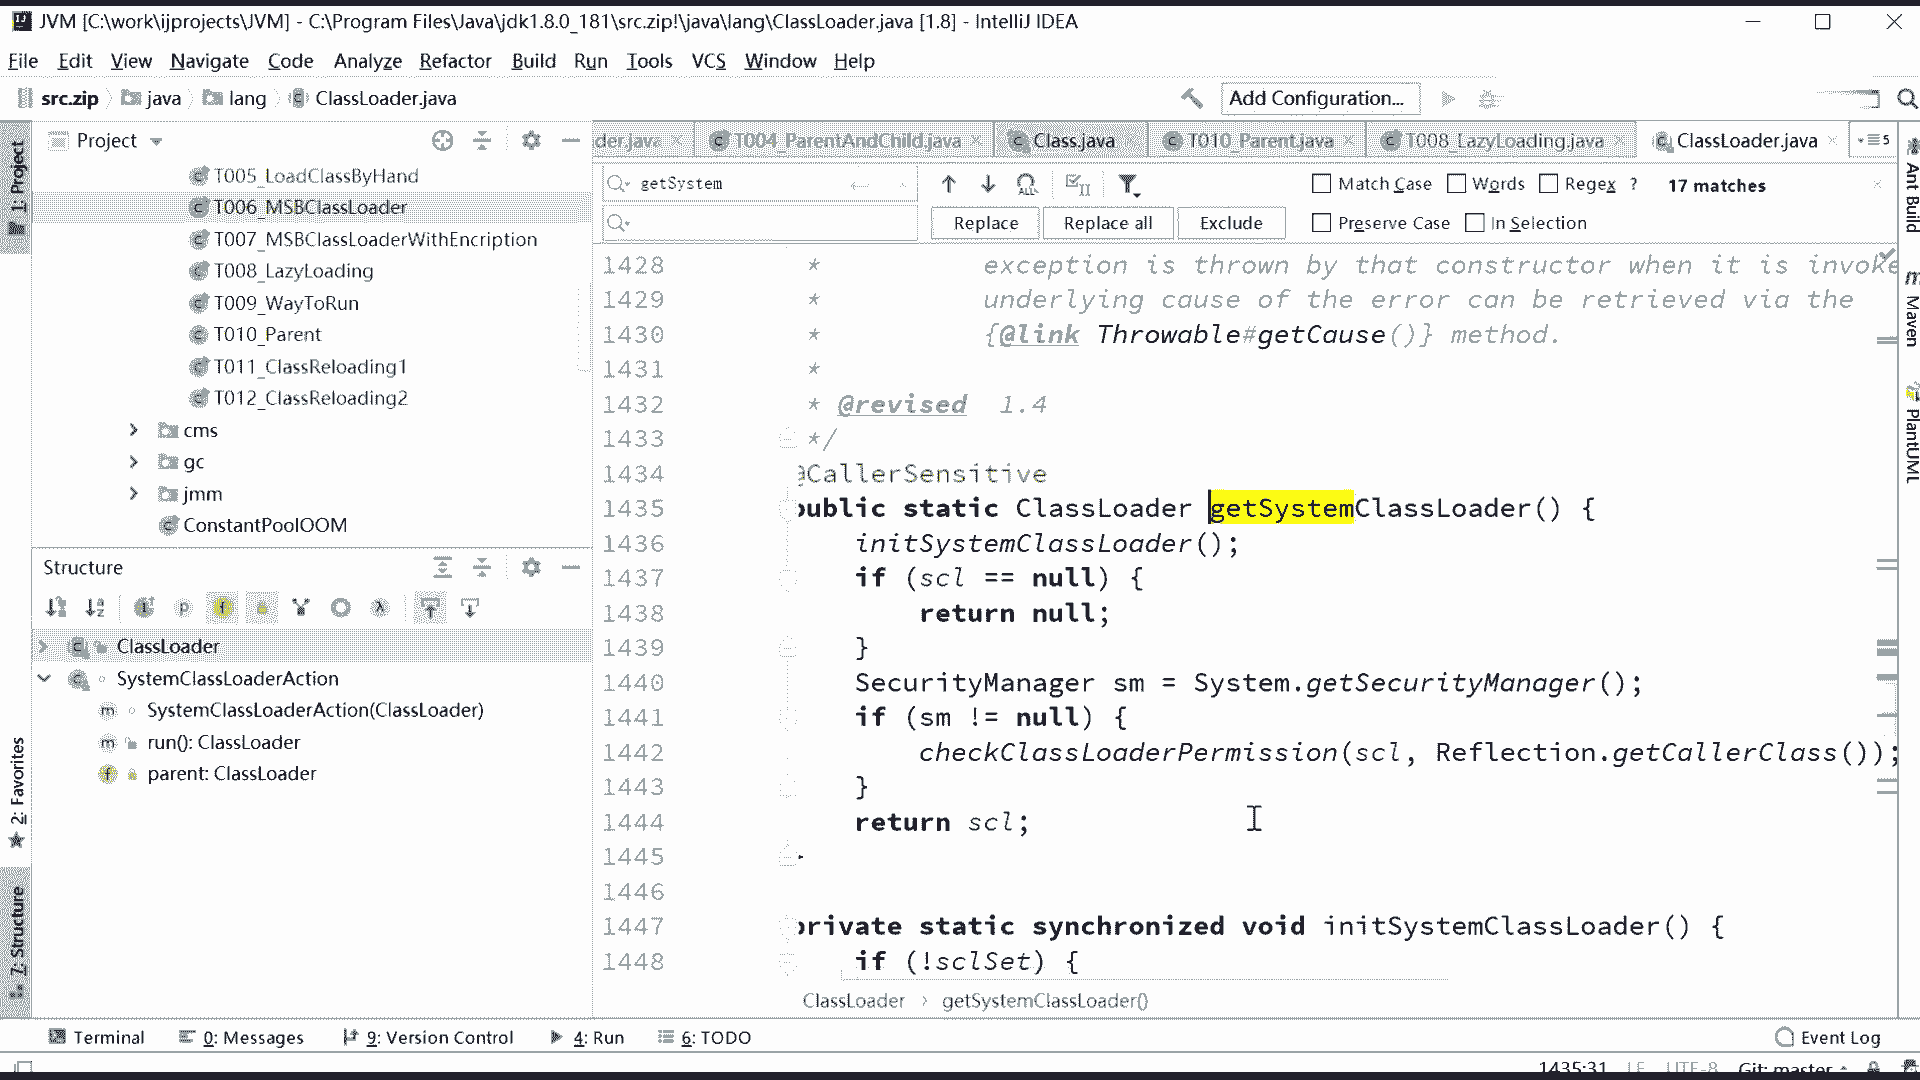 JVM [C:\work\ijprojects\JVM] - C:\Program Files\Java\jdk1.8.0_181\src.zip!\java\lang\ClassLoader.java [1.8] - IntelliJ IDEA
File Edit View Navigate Code Analyze Refactor Build Run Tools VCS Window Help
src.zip java lang ClassLoader.java Add Configuration...
1: Project
Project
der.java T004_ParentAndChild.java Class.java T010_Parent.java T008_LazyLoading.java ClassLoader.java 5
getSystem Match Case Words Regex ? 17 matches
Replace Replace all Exclude Preserve Case In Selection
T005_LoadClassByHand
T006_MSBClassLoader
T007_MSBClassLoaderWithEncription
T008_LazyLoading
T009_WayToRun
T010_Parent
T011_ClassReloading1
T012_ClassReloading2
cms
gc
jmm
ConstantPoolOOM
Structure
ClassLoader
SystemClassLoaderAction
SystemClassLoaderAction(ClassLoader)
run(): ClassLoader
parent: ClassLoader
2: Favorites
7: Structure
1428 * exception is thrown by that constructor when it is invoke
1429 * underlying cause of the error can be retrieved via the
1430 * {@link Throwable#getCause()} method.
1431 *
1432 * @revised 1.4
1433 */
1434 @CallerSensitive
1435 public static ClassLoader getSystemClassLoader() {
1436 initSystemClassLoader();
1437 if (scl == null) {
1438 return null;
1439 }
1440 SecurityManager sm = System.getSecurityManager();
1441 if (sm != null) {
1442 checkClassLoaderPermission(scl, Reflection.getCallerClass());
1443 }
1444 return scl;
1445
1446
1447 private static synchronized void initSystemClassLoader() {
1448 if (!sclSet) {
ClassLoader › getSystemClassLoader()
Ant Build
Maven
PlantUML
Terminal 0: Messages 9: Version Control 4: Run 6: TODO Event Log
1435:31 LF UTF-8 Git: master